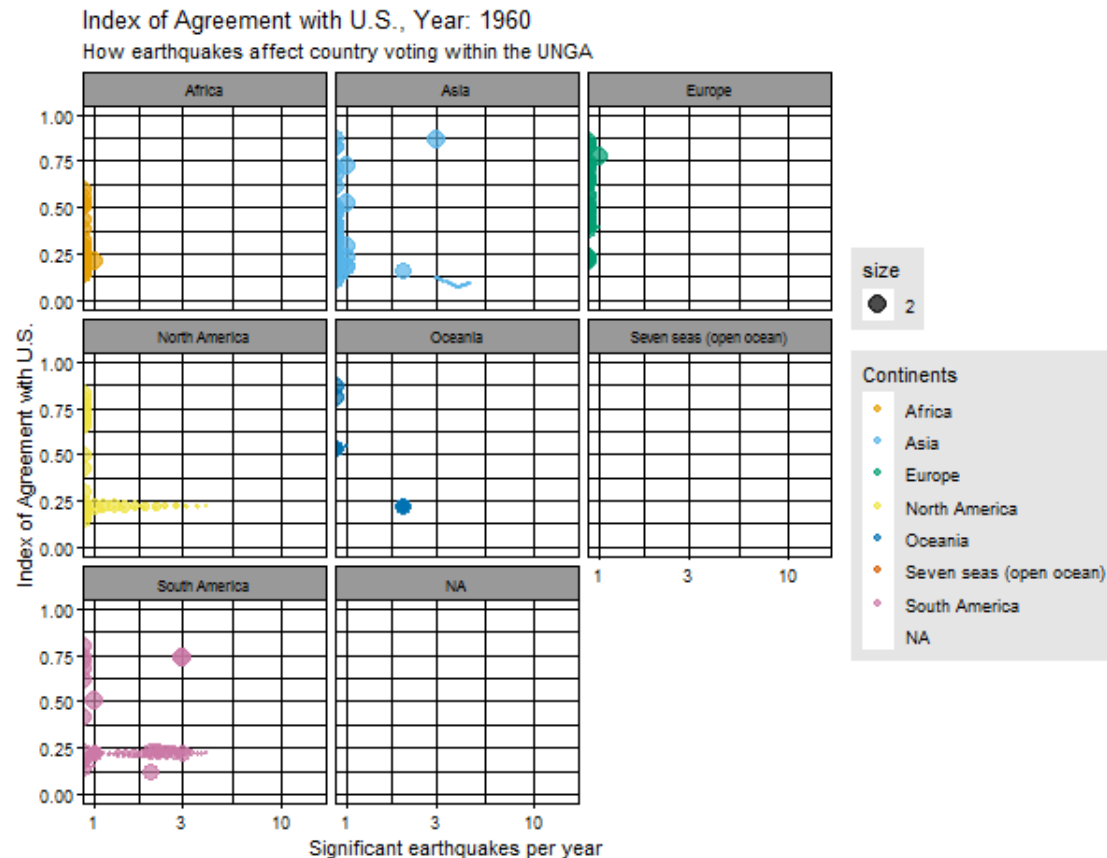 Index of Agreement with U.S., Year: 1960
How earthquakes affect country voting within the UNGA
Africa
Asia
Europe
1.00
0.75
0.50
0.25
0.00
North America
Oceania
Seven seas (open ocean)
1.00
0.75
0.50
0.25
0.00
1
3
10
South America
NA
1.00
0.75
0.50
0.25
0.00
1
3
10
1
3
10
Index of Agreement with U.S.
Significant earthquakes per year
size
2
Continents
Africa
Asia
Europe
North America
Oceania
Seven seas (open ocean)
South America
NA